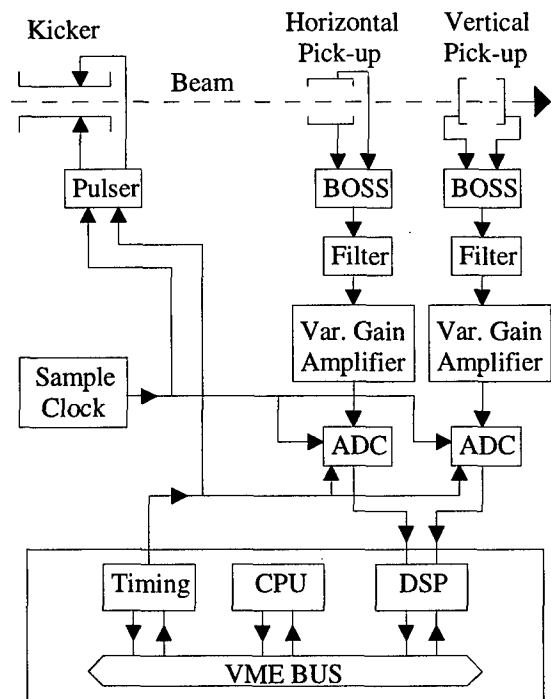 Kicker
Horizontal
Pick-up
Vertical
Pick-up
Beam
Pulser
BOSS
BOSS
Filter
Filter
Var. Gain
Amplifier
Var. Gain
Amplifier
Sample
Clock
ADC
ADC
Timing
CPU
DSP
VME BUS